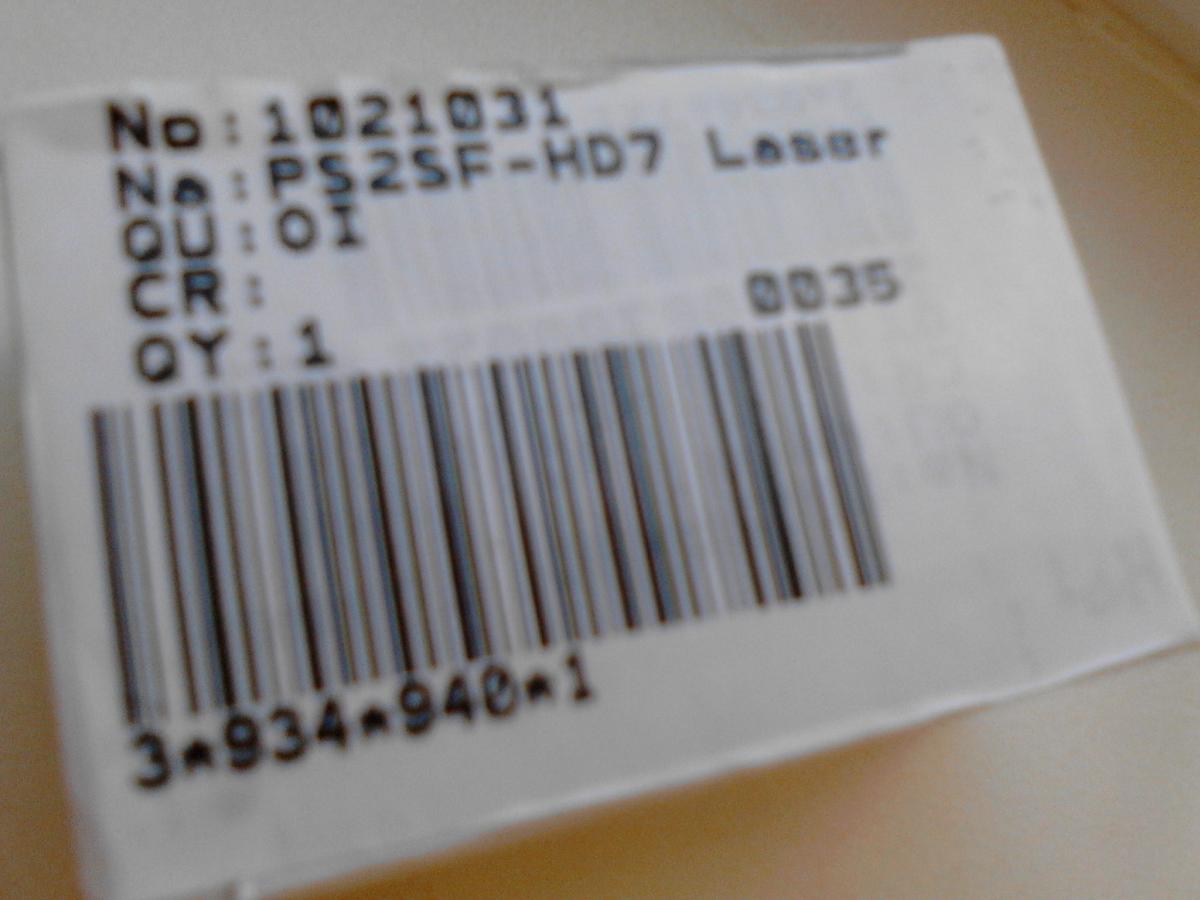 No:1021031
Na:PS2SF-HD7 Laser
QU:OI
CR:
0035
QY:1
3*934*940*1